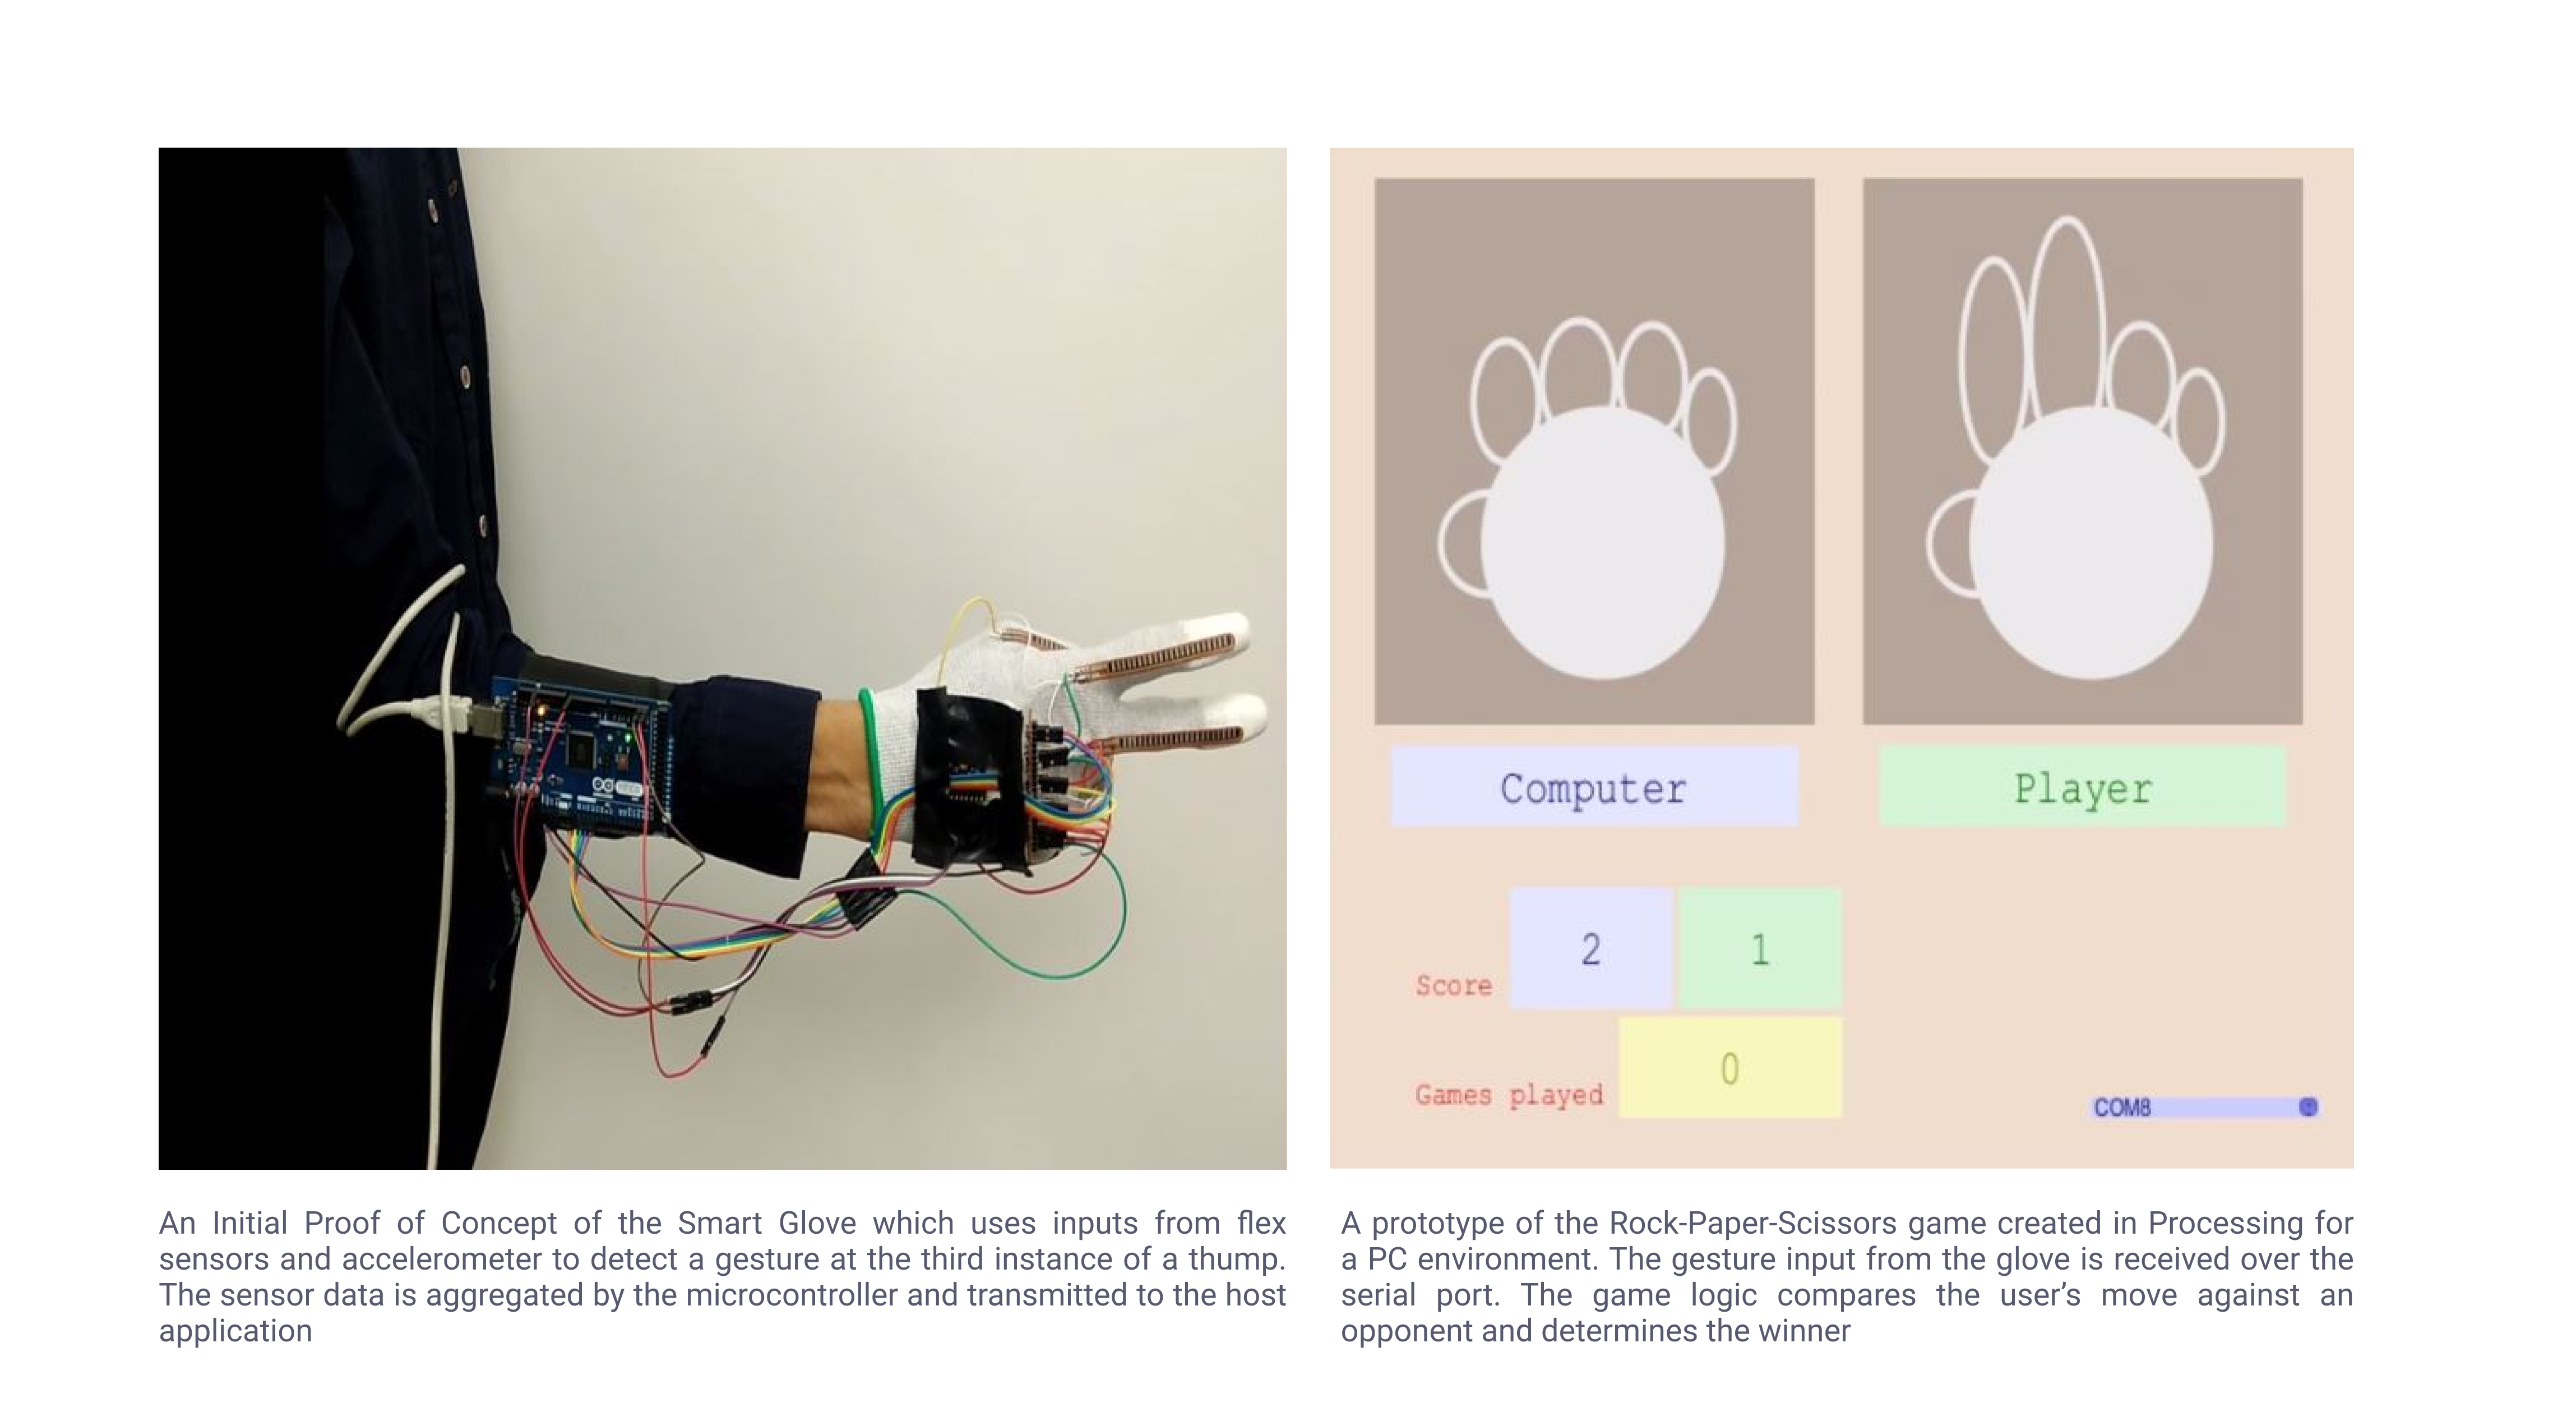 Computer
Player
2
1
Score
0
Games played
COM8
An Initial Proof of Concept of the Smart Glove which uses inputs from flex
sensors and accelerometer to detect a gesture at the third instance of a thump.
The sensor data is aggregated by the microcontroller and transmitted to the host
application
A prototype of the Rock-Paper-Scissors game created in Processing for
a PC environment. The gesture input from the glove is received over the
serial port. The game logic compares the user’s move against an
opponent and determines the winner